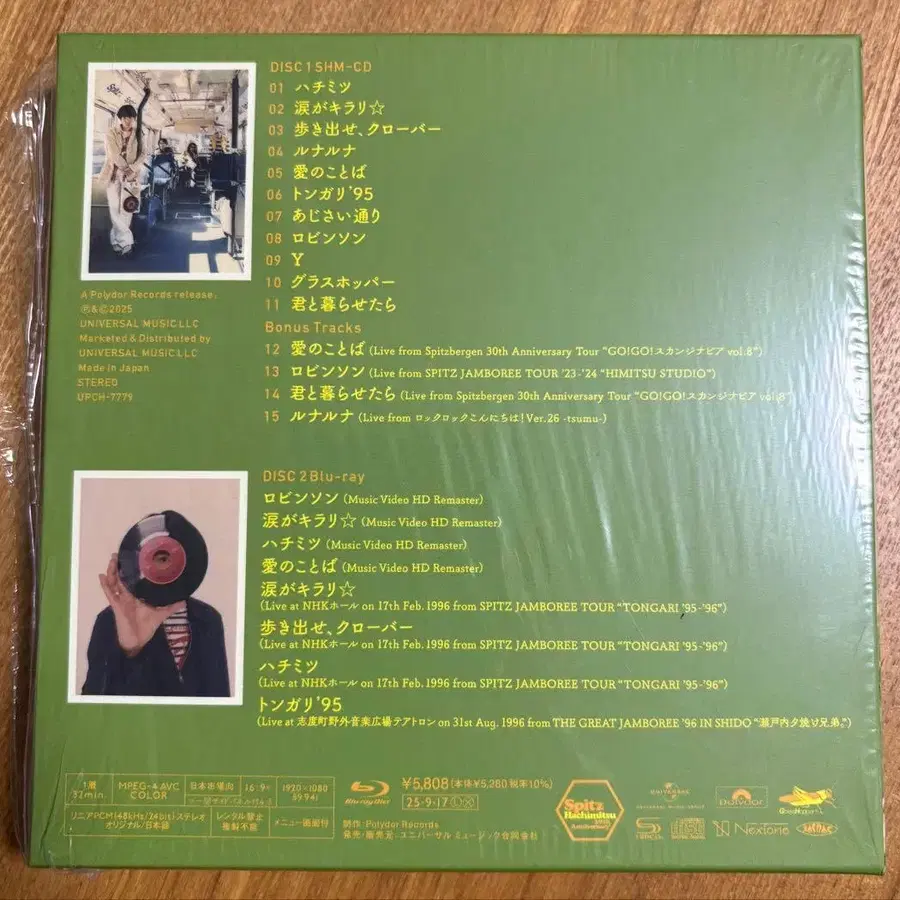 DISC 1 SHM-CD
01 ハチミツ
02 涙がキラリ☆
03 歩き出せ、クローバー
04 ルナルナ
05 愛のことば
06 トンガリ'95
07 あじさい通り
08 ロビンソン
09 Y
10 グラスホッパー
11 君と暮らせたら
Bonus Tracks
12 愛のことば (Live from Spitzbergen 30th Anniversary Tour "GO!GO!スカンジナビア vol.8")
13 ロビンソン (Live from SPITZ JAMBOREE TOUR '23-'24 "HIMITSU STUDIO")
14 君と暮らせたら (Live from Spitzbergen 30th Anniversary Tour "GO!GO!スカンジナビア vol.8"
15 ルナルナ (Live from ロックロックこんにちは! Ver.26 -tsumu-)
Spitz
A Polydor Records release.
℗&©2025
UNIVERSAL MUSIC LLC
Marketed & Distributed by
UNIVERSAL MUSIC LLC
Made in Japan
STEREO
UPCH-7779
DISC 2 Blu-ray
ロビンソン (Music Video HD Remaster)
涙がキラリ☆ (Music Video HD Remaster)
ハチミツ (Music Video HD Remaster)
愛のことば (Music Video HD Remaster)
涙がキラリ☆
(Live at NHKホール on 17th Feb. 1996 from SPITZ JAMBOREE TOUR "TONGARI '95-'96")
歩き出せ、クローバー
(Live at NHKホール on 17th Feb. 1996 from SPITZ JAMBOREE TOUR "TONGARI '95-'96")
ハチミツ
(Live at NHKホール on 17th Feb. 1996 from SPITZ JAMBOREE TOUR "TONGARI '95-'96")
トンガリ'95
(Live at 志度町野外音楽広場テアトロン on 31st Aug. 1996 from THE GREAT JAMBOREE '96 IN SHIDO "瀬戸内夕焼け兄弟。")
1層
32min.
MPEG-4 AVC
COLOR
日本市場向
16:9
1920×1080
59.94i
リニアPCM(48kHz/24bit)ステレオ
オリジナル/日本語
レンタル禁止
複製不能
メニュー画面付
Blu-ray Disc
¥5,808(本体¥5,280 税率10%)
25・9・17
制作:Polydor Records
発売・販売元:ユニバーサル ミュージック合同会社
Spitz
Hachimitsu
30th
Anniversary
UNIVERSAL
UNIVERSAL MUSIC GROUP
polydor
Grasshopper
SHM-CD
disc
NexTone
JASRAC